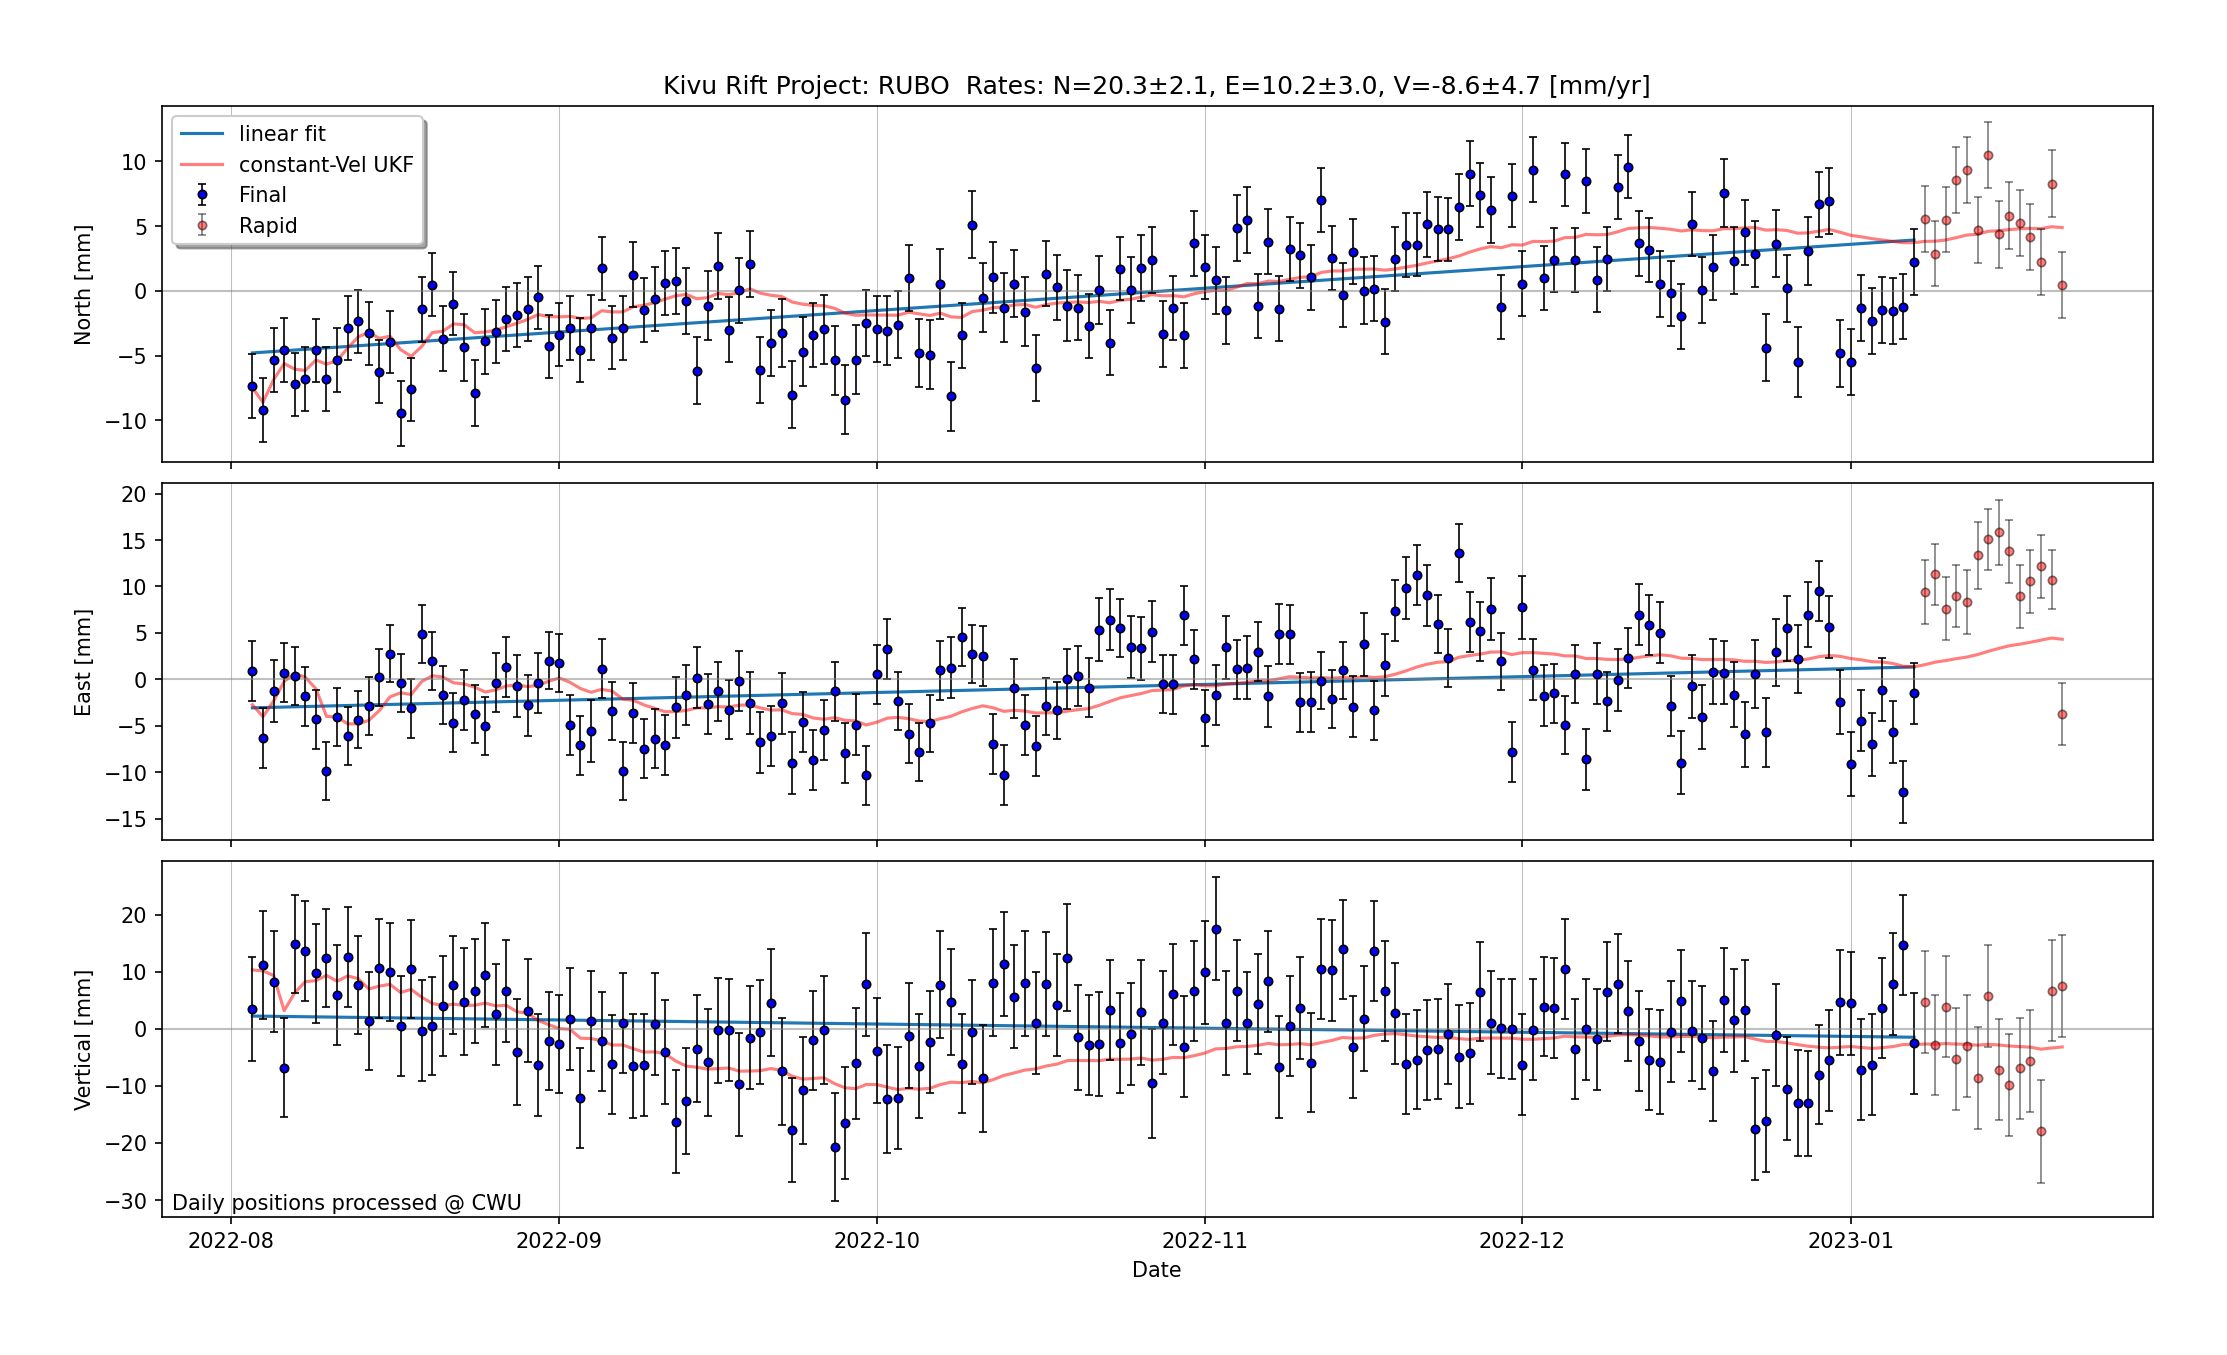 Kivu Rift Project: RUBO  Rates: N=20.3±2.1, E=10.2±3.0, V=-8.6±4.7 [mm/yr]
linear fit
constant-Vel UKF
Final
Rapid
North [mm]
10
5
0
−5
−10
East [mm]
20
15
10
5
0
−5
−10
−15
Vertical [mm]
20
10
0
−10
−20
−30
Daily positions processed @ CWU
2022-08 2022-09 2022-10 2022-11 2022-12 2023-01
Date